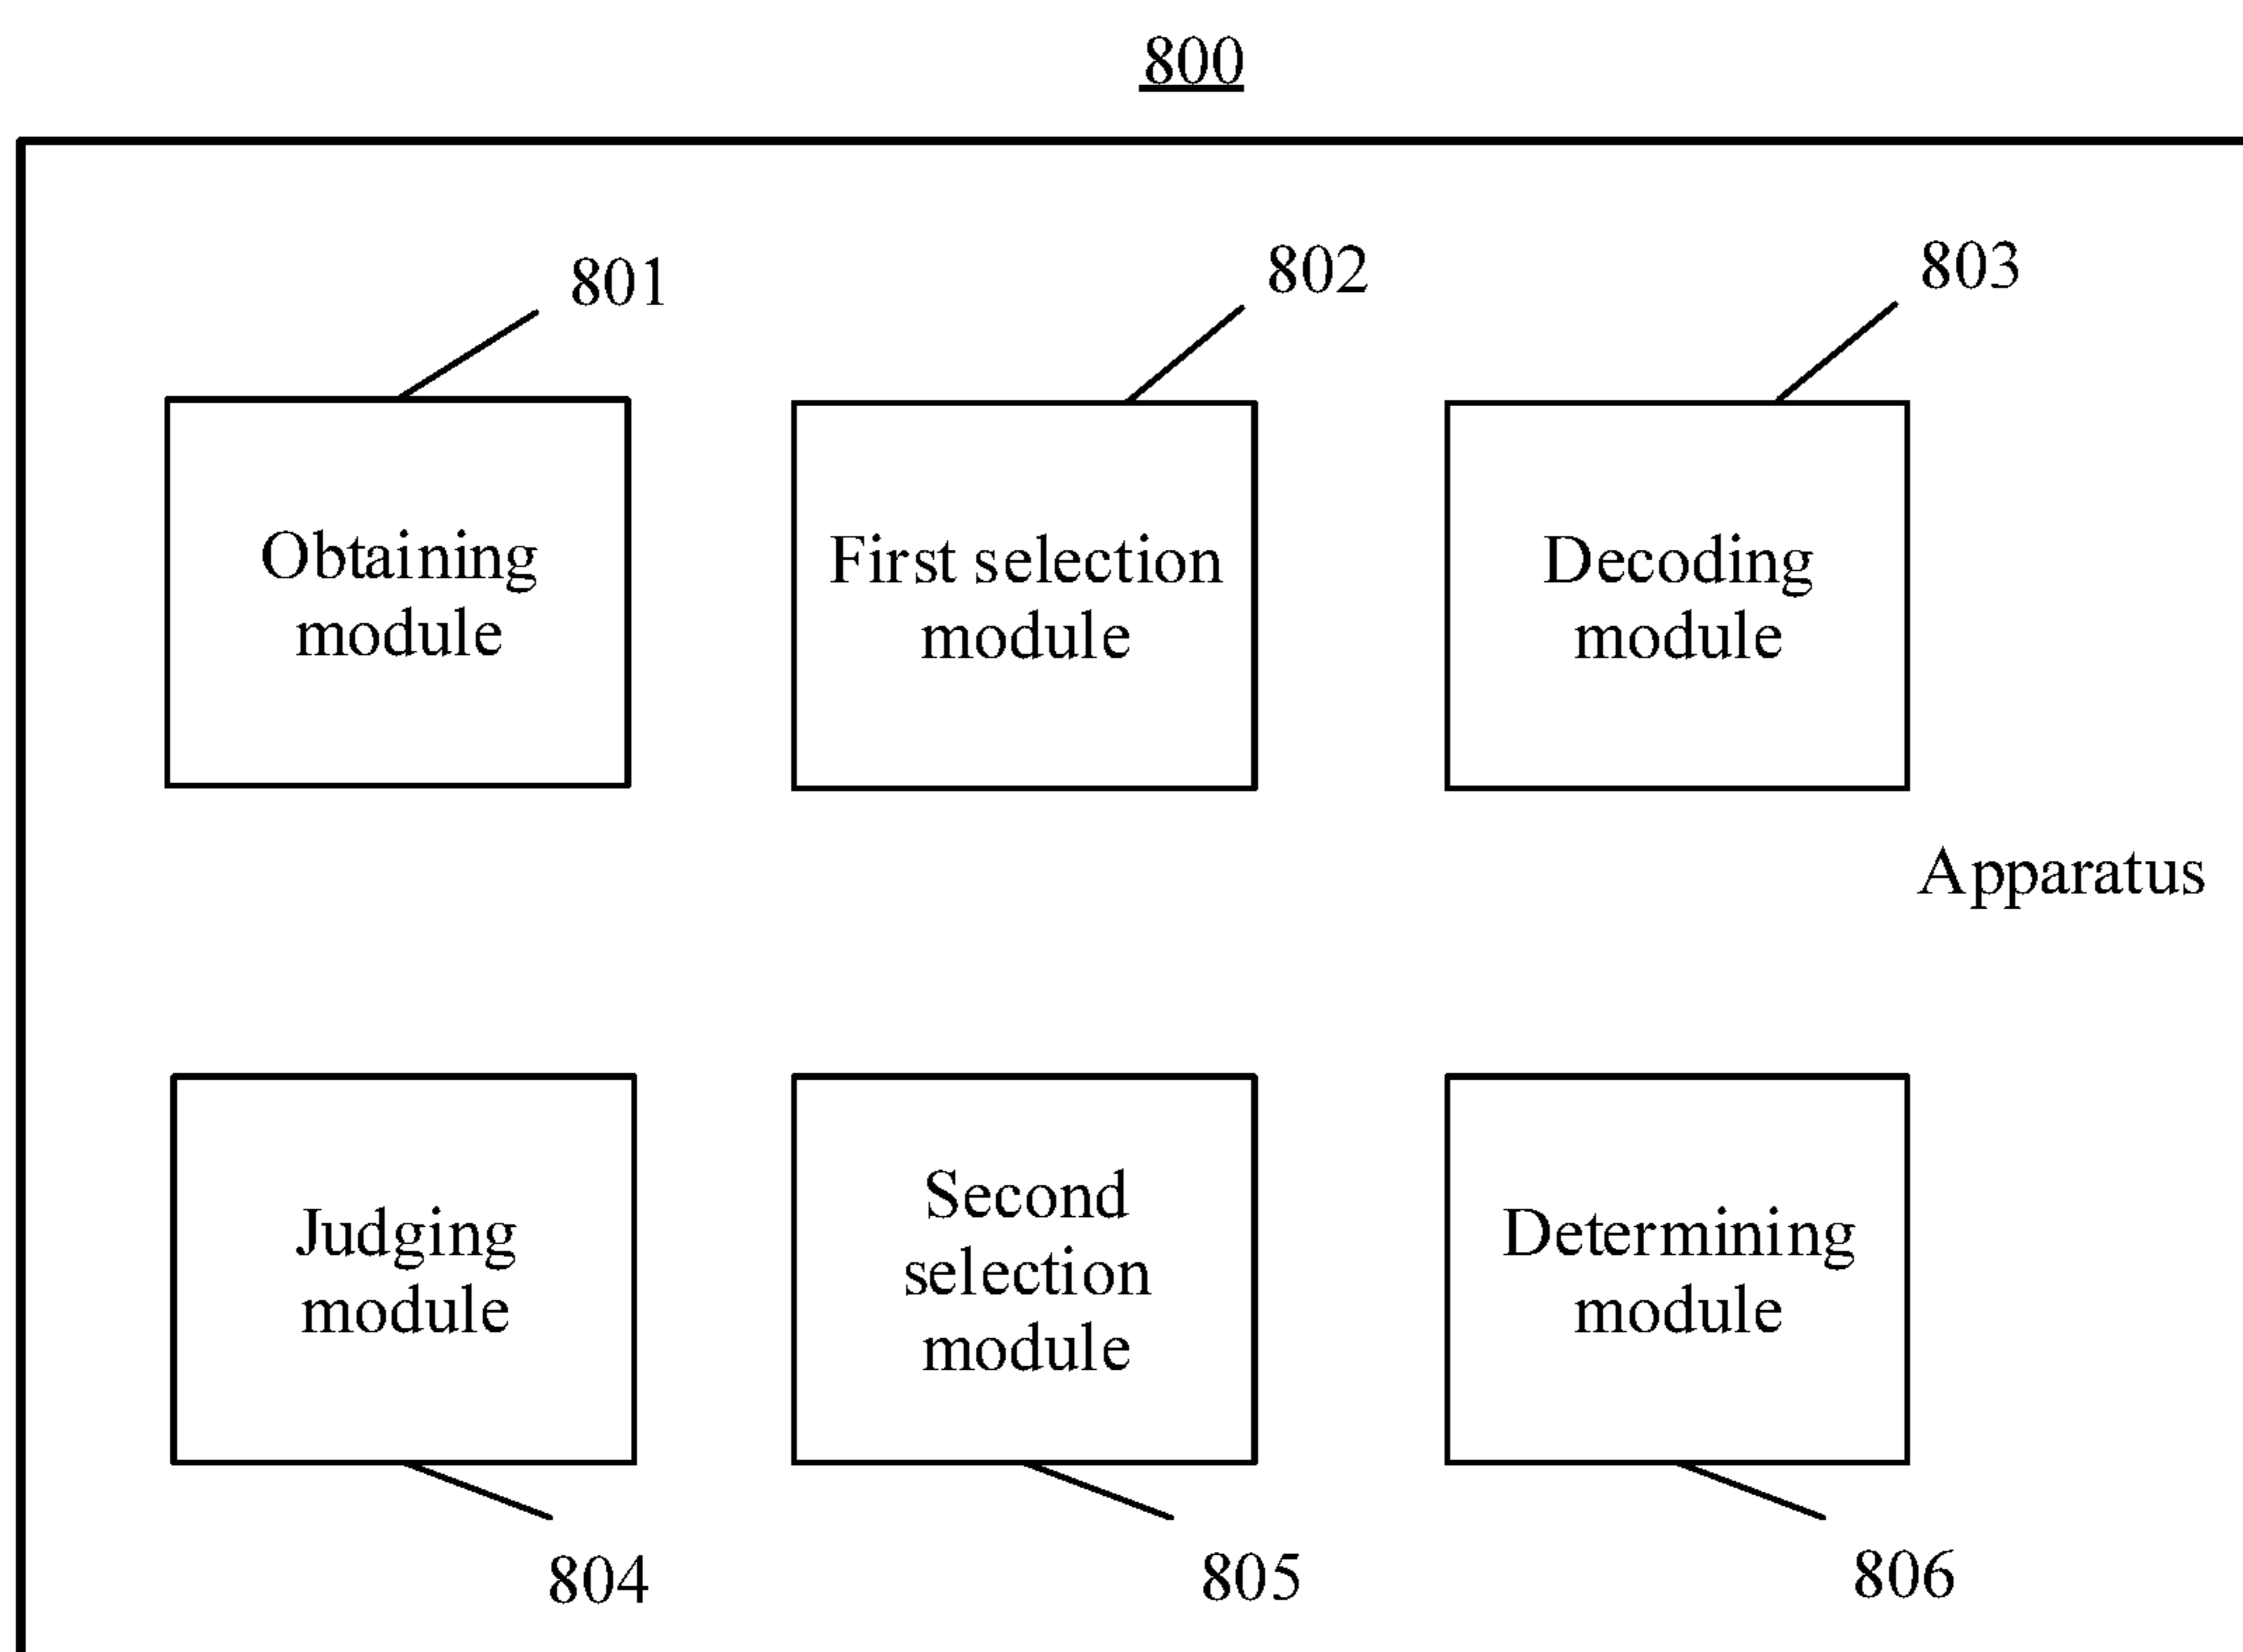 800
801
802
803
Obtaining
module
First selection
module
Decoding
module
Apparatus
Judging
module
Second
selection
module
Determining
module
804
805
806